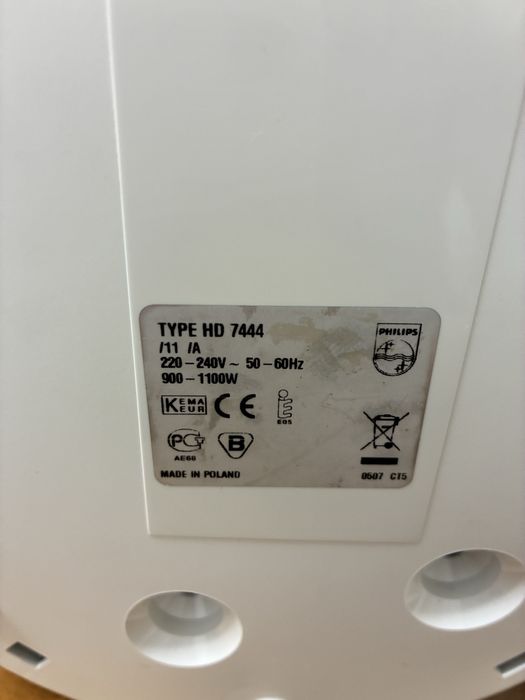 TYPE HD 7444
/11 /A
220-240V~ 50-60Hz
900-1100W
PHILIPS
KEMA
KEUR
CE
E05
PCT
B
AE60
MADE IN POLAND
0507 CT5